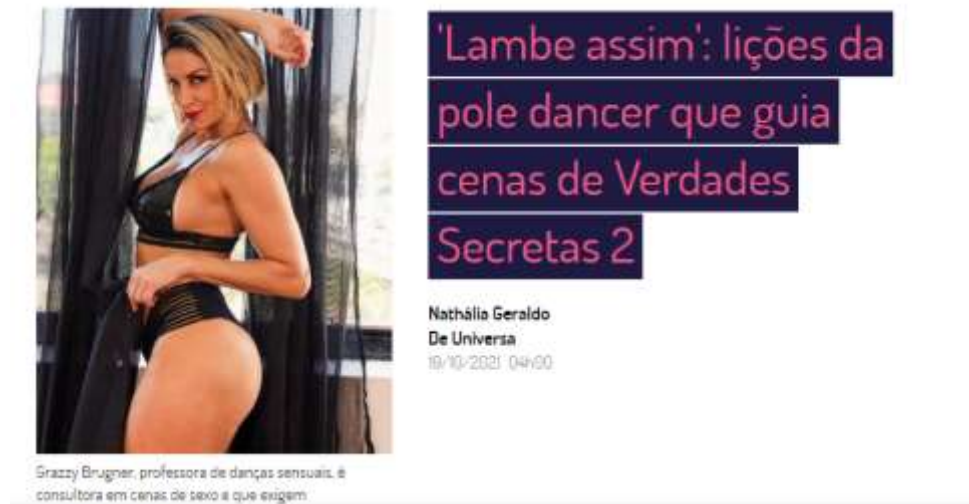 'Lambe assim': lições da
pole dancer que guia
cenas de Verdades
Secretas 2
Nathália Geraldo
De Universa
19/10/2021 04h00
Grazzy Brugner, professora de danças sensuais, é
consultora em cenas de sexo e que exigem